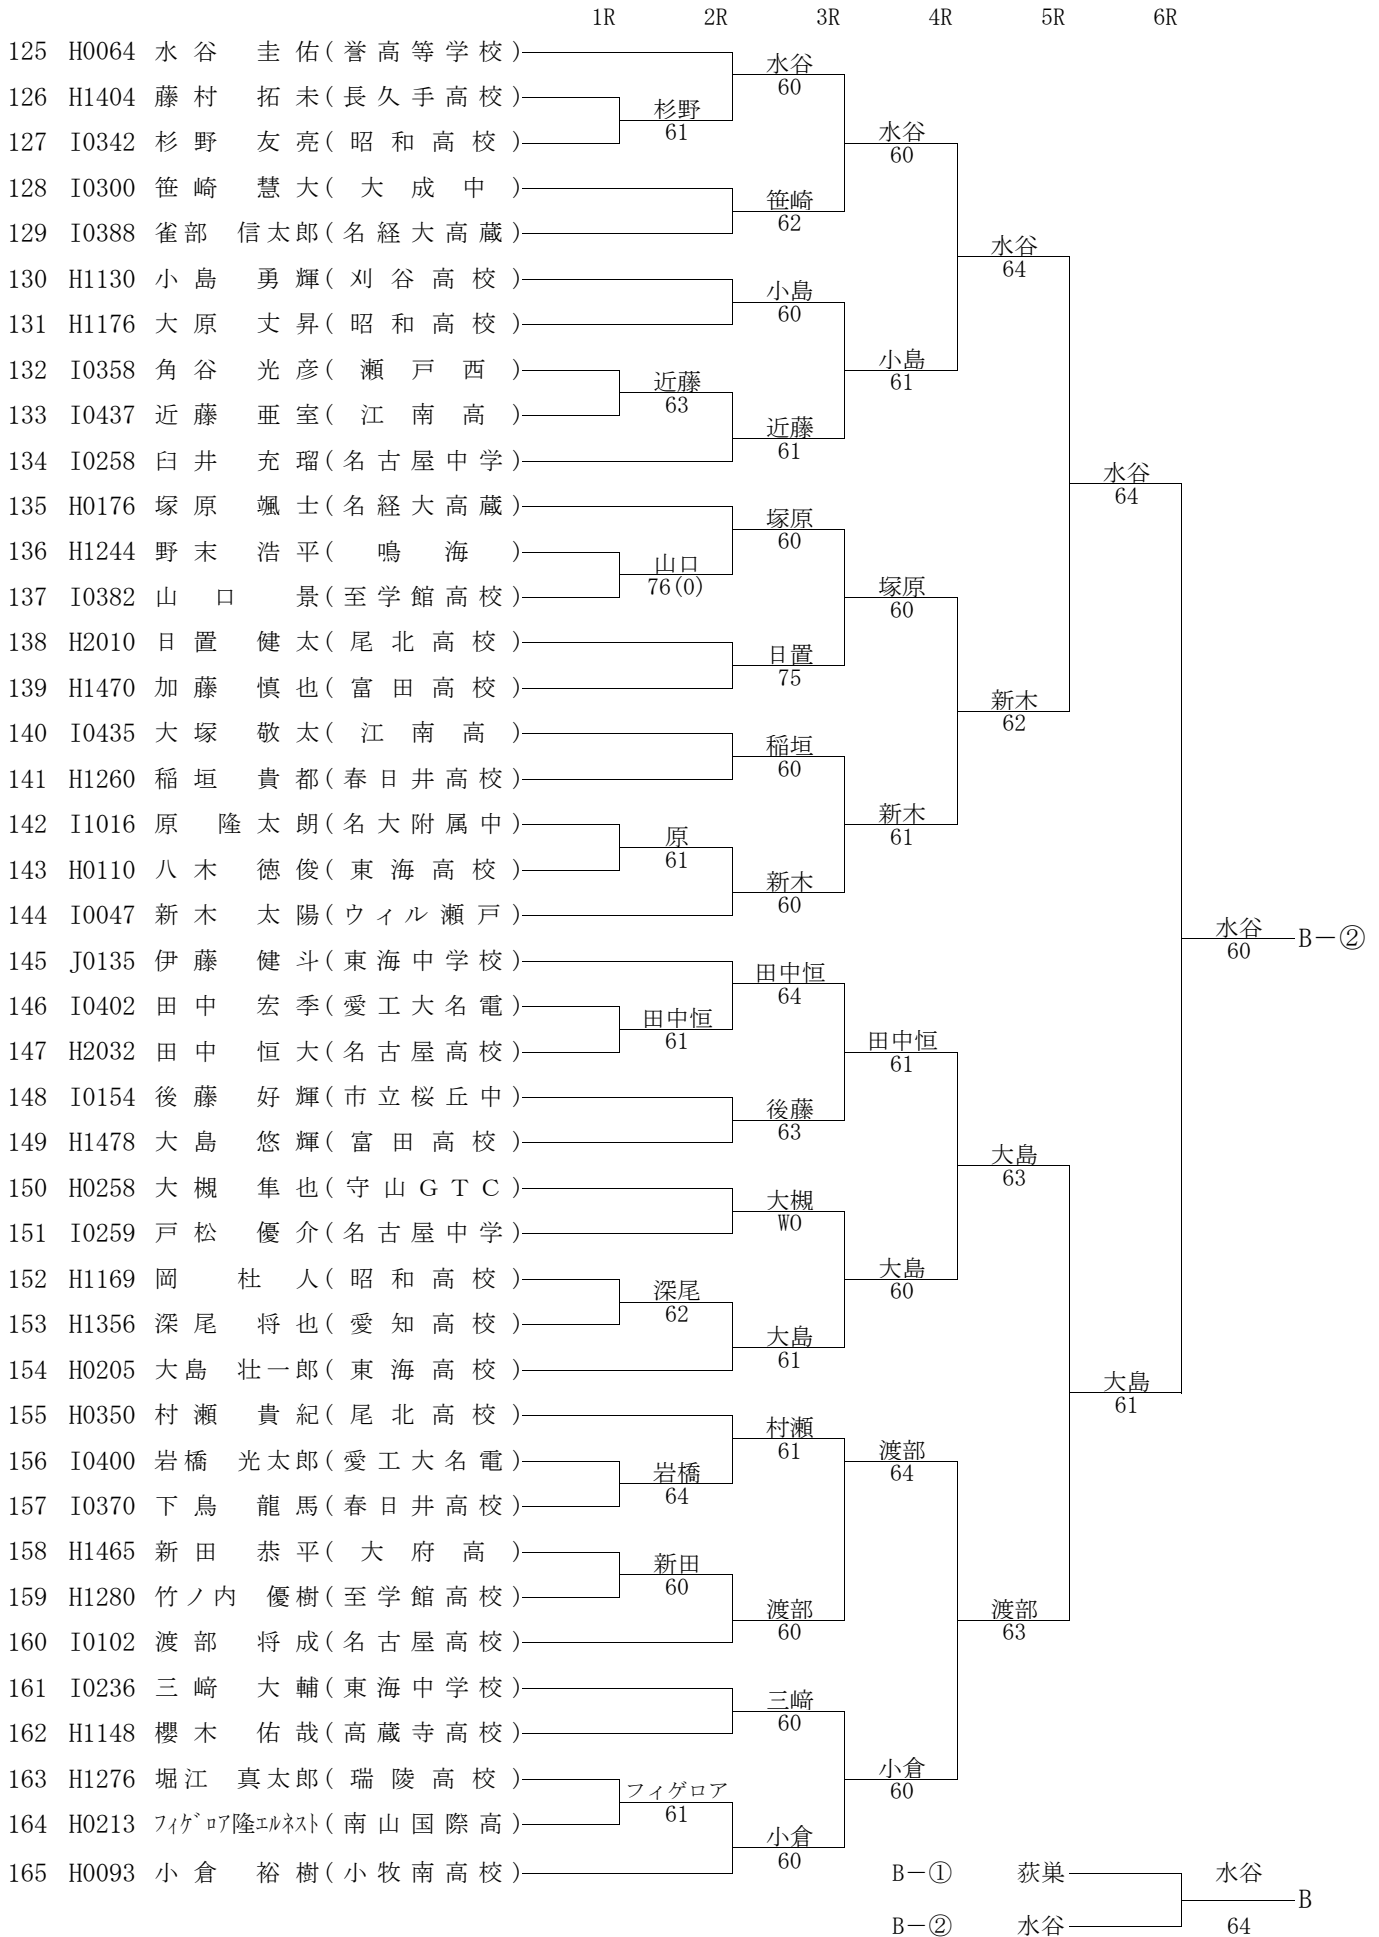 1R 2R 3R 4R 5R 6R
125 H0064 水谷 圭佑(誉高等学校)
水谷
60
126 H1404 藤村 拓未(長久手高校)
杉野
61
127 I0342 杉野 友亮(昭和高校)
水谷
60
128 I0300 笹崎 慧大(大成中)
笹崎
62
129 I0388 雀部 信太郎(名経大高蔵)
水谷
64
130 H1130 小島 勇輝(刈谷高校)
小島
60
131 H1176 大原 丈昇(昭和高校)
小島
61
132 I0358 角谷 光彦(瀬戸西)
近藤
63
133 I0437 近藤 亜室(江南高)
近藤
61
134 I0258 臼井 充瑠(名古屋中学)
水谷
64
135 H0176 塚原 颯士(名経大高蔵)
塚原
60
136 H1244 野末 浩平(鳴海)
山口
76(0)
137 I0382 山口 景(至学館高校)
塚原
60
138 H2010 日置 健太(尾北高校)
日置
75
139 H1470 加藤 慎也(富田高校)
新木
62
140 I0435 大塚 敬太(江南高)
稲垣
60
141 H1260 稲垣 貴都(春日井高校)
新木
61
142 I1016 原 隆太朗(名大附属中)
原
61
143 H0110 八木 徳俊(東海高校)
新木
60
144 I0047 新木 太陽(ウィル瀬戸)
水谷 B－②
60
145 J0135 伊藤 健斗(東海中学校)
田中恒
64
146 I0402 田中 宏季(愛工大名電)
田中恒
61
147 H2032 田中 恒大(名古屋高校)
田中恒
61
148 I0154 後藤 好輝(市立桜丘中)
後藤
63
149 H1478 大島 悠輝(富田高校)
大島
63
150 H0258 大槻 隼也(守山GTC)
大槻
WO
151 I0259 戸松 優介(名古屋中学)
大島
60
152 H1169 岡 杜人(昭和高校)
深尾
62
153 H1356 深尾 将也(愛知高校)
大島
61
154 H0205 大島 壮一郎(東海高校)
大島
61
155 H0350 村瀬 貴紀(尾北高校)
村瀬
61
156 I0400 岩橋 光太郎(愛工大名電)
岩橋
64
渡部
64
157 I0370 下鳥 龍馬(春日井高校)
158 H1465 新田 恭平(大府高)
新田
60
159 H1280 竹ノ内 優樹(至学館高校)
渡部
60
渡部
63
160 I0102 渡部 将成(名古屋高校)
161 I0236 三﨑 大輔(東海中学校)
三﨑
60
162 H1148 櫻木 佑哉(高蔵寺高校)
小倉
60
163 H1276 堀江 真太郎(瑞陵高校)
フィゲロア
61
164 H0213 フィゲロア隆エルネスト(南山国際高)
小倉
60
165 H0093 小倉 裕樹(小牧南高校)
B－① 荻巣 水谷
B
B－② 水谷 64